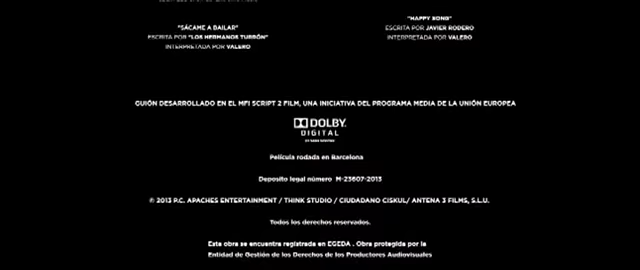 "SÁCAME A BAILAR"
ESCRITA POR "LOS HERMANOS TURRÓN"
INTERPRETADA POR VALERO
"HAPPY SONG"
ESCRITA POR JAVIER RODERO
INTERPRETADA POR VALERO
GUIÓN DESARROLLADO EN EL MFI SCRIPT 2 FILM, UNA INICIATIVA DEL PROGRAMA MEDIA DE LA UNIÓN EUROPEA
DOLBY
DIGITAL
Película rodada en Barcelona
Deposito legal número M-23607-2013
© 2013 P.C. APACHES ENTERTAINMENT / THINK STUDIO / CIUDADANO CISKUL/ ANTENA 3 FILMS, S.L.U.
Todos los derechos reservados.
Esta obra se encuentra registrada en EGEDA . Obra protegida por la
Entidad de Gestión de los Derechos de los Productores Audiovisuales